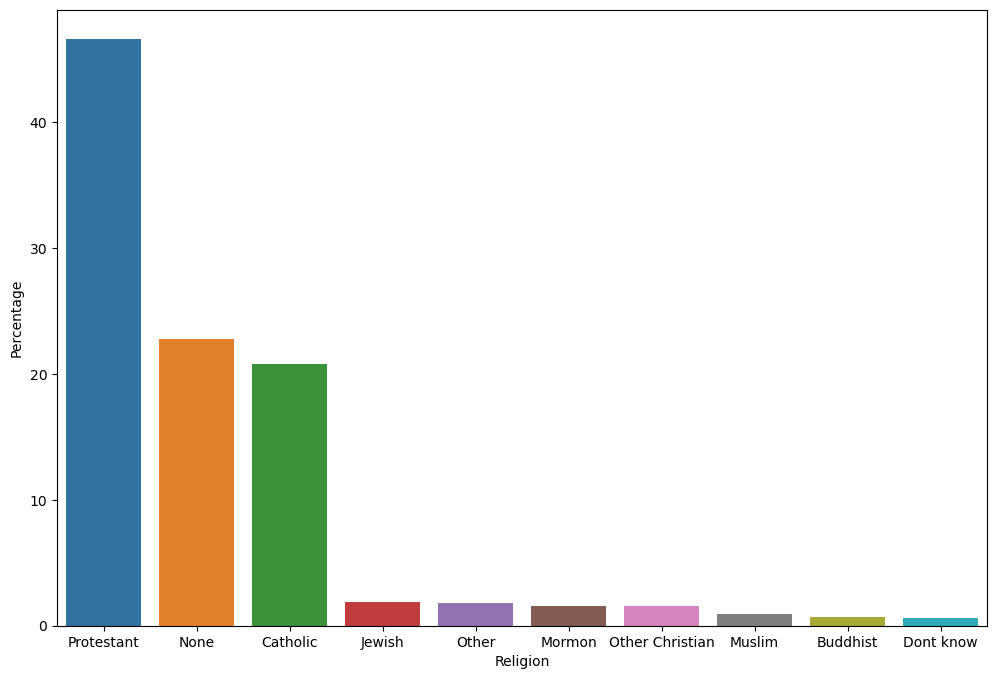 40
30
20
10
0
Percentage
Protestant None Catholic Jewish Other Mormon Other Christian Muslim Buddhist Dont know
Religion